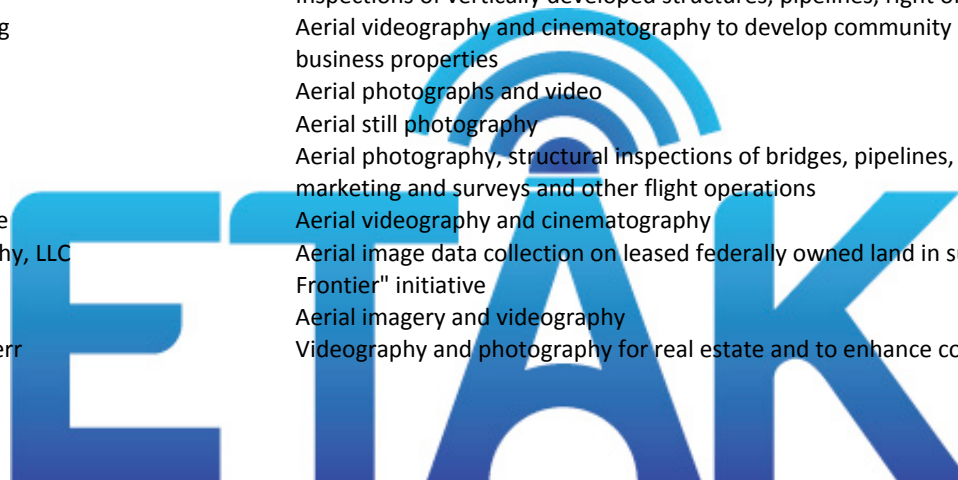 g Aerial videography and cinematography to develop community
business properties
Aerial photographs and video
Aerial still photography
Aerial photography, structural inspections of bridges, pipelines,
marketing and surveys and other flight operations
e Aerial videography and cinematography
hy, LLC Aerial image data collection on leased federally owned land in su
Frontier" initiative
Aerial imagery and videography
err Videography and photography for real estate and to enhance co
ETAK